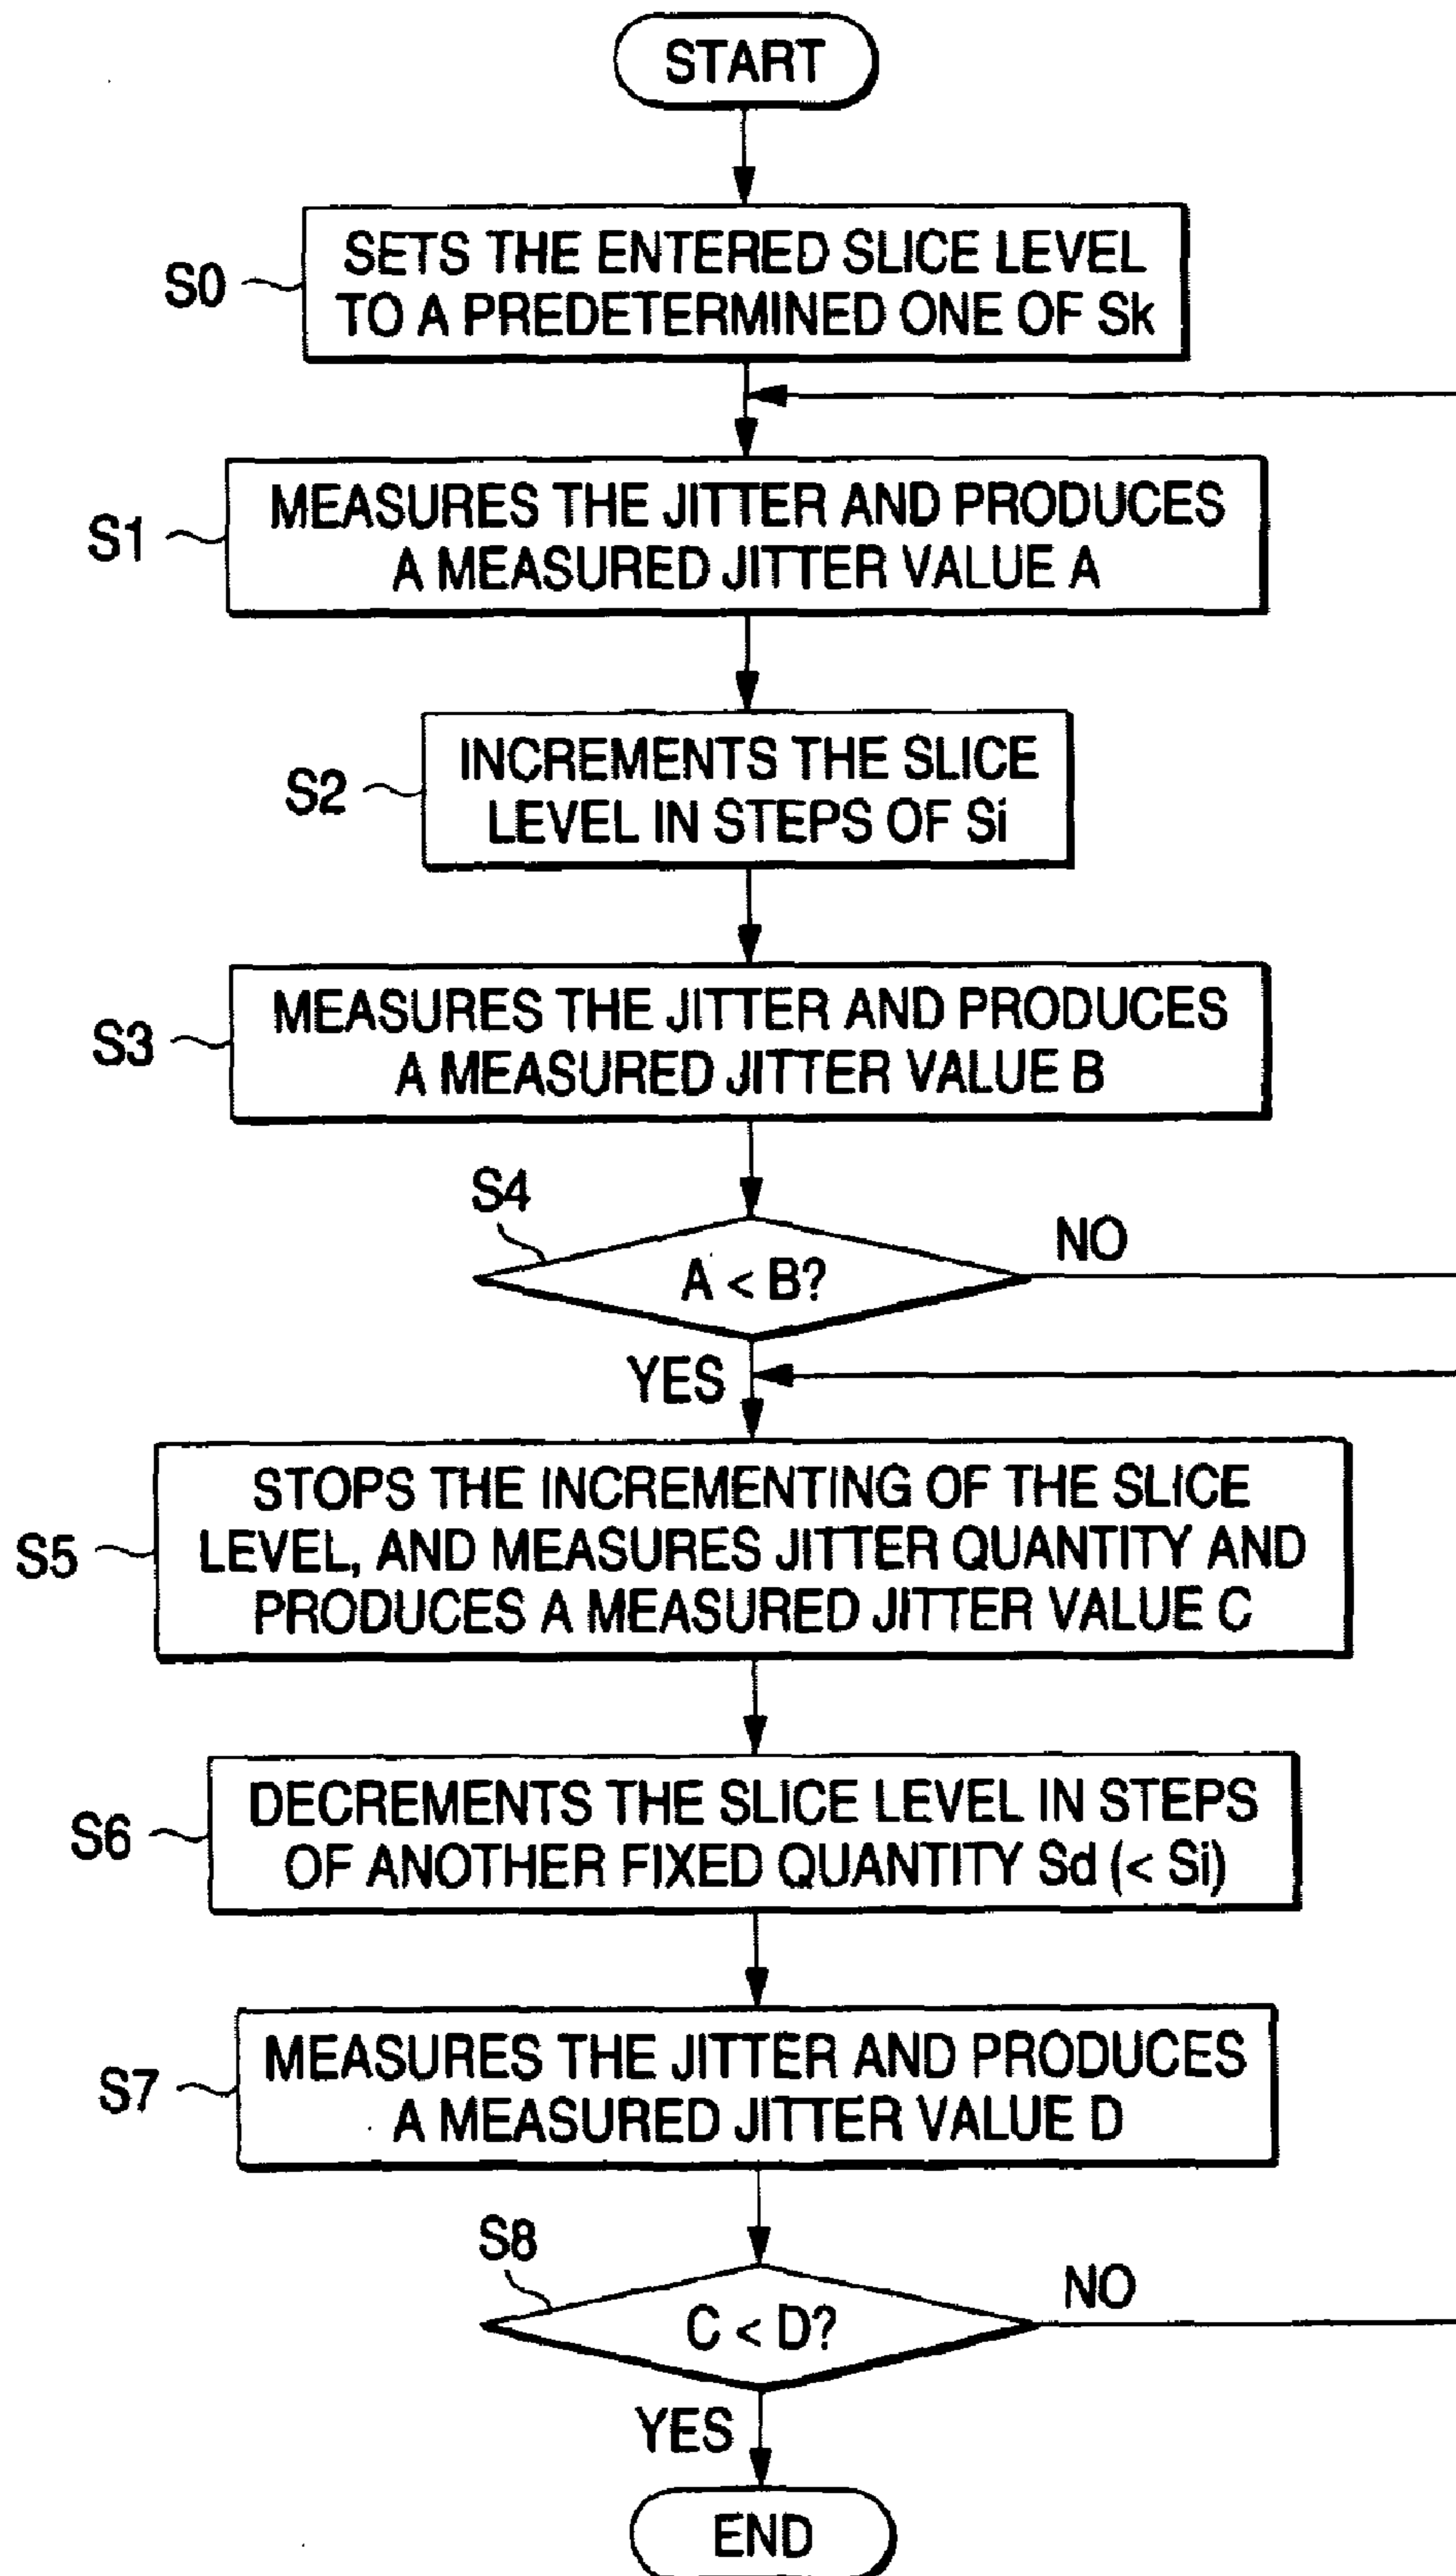 START
S0
SETS THE ENTERED SLICE LEVEL
TO A PREDETERMINED ONE OF Sk
S1
MEASURES THE JITTER AND PRODUCES
A MEASURED JITTER VALUE A
S2
INCREMENTS THE SLICE
LEVEL IN STEPS OF Si
S3
MEASURES THE JITTER AND PRODUCES
A MEASURED JITTER VALUE B
S4
A < B?
NO
YES
S5
STOPS THE INCREMENTING OF THE SLICE
LEVEL, AND MEASURES JITTER QUANTITY AND
PRODUCES A MEASURED JITTER VALUE C
S6
DECREMENTS THE SLICE LEVEL IN STEPS
OF ANOTHER FIXED QUANTITY Sd (< Si)
S7
MEASURES THE JITTER AND PRODUCES
A MEASURED JITTER VALUE D
S8
C < D?
NO
YES
END